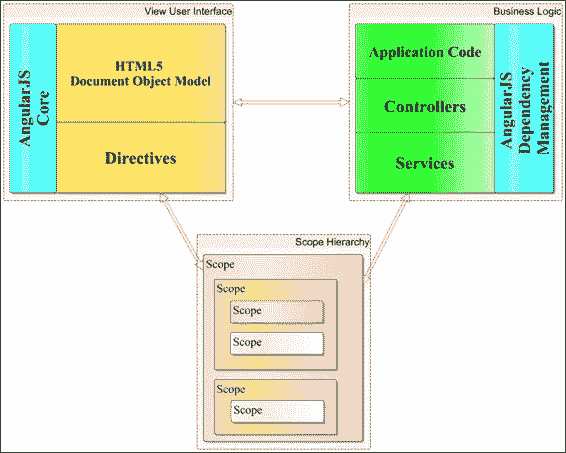 View User Interface
AngularJS
Core
HTML5
Document Object Model
Directives
Business Logic
Application Code
Controllers
Services
AngularJS
Dependency
Management
Scope Hierarchy
Scope
Scope
Scope
Scope
Scope
Scope